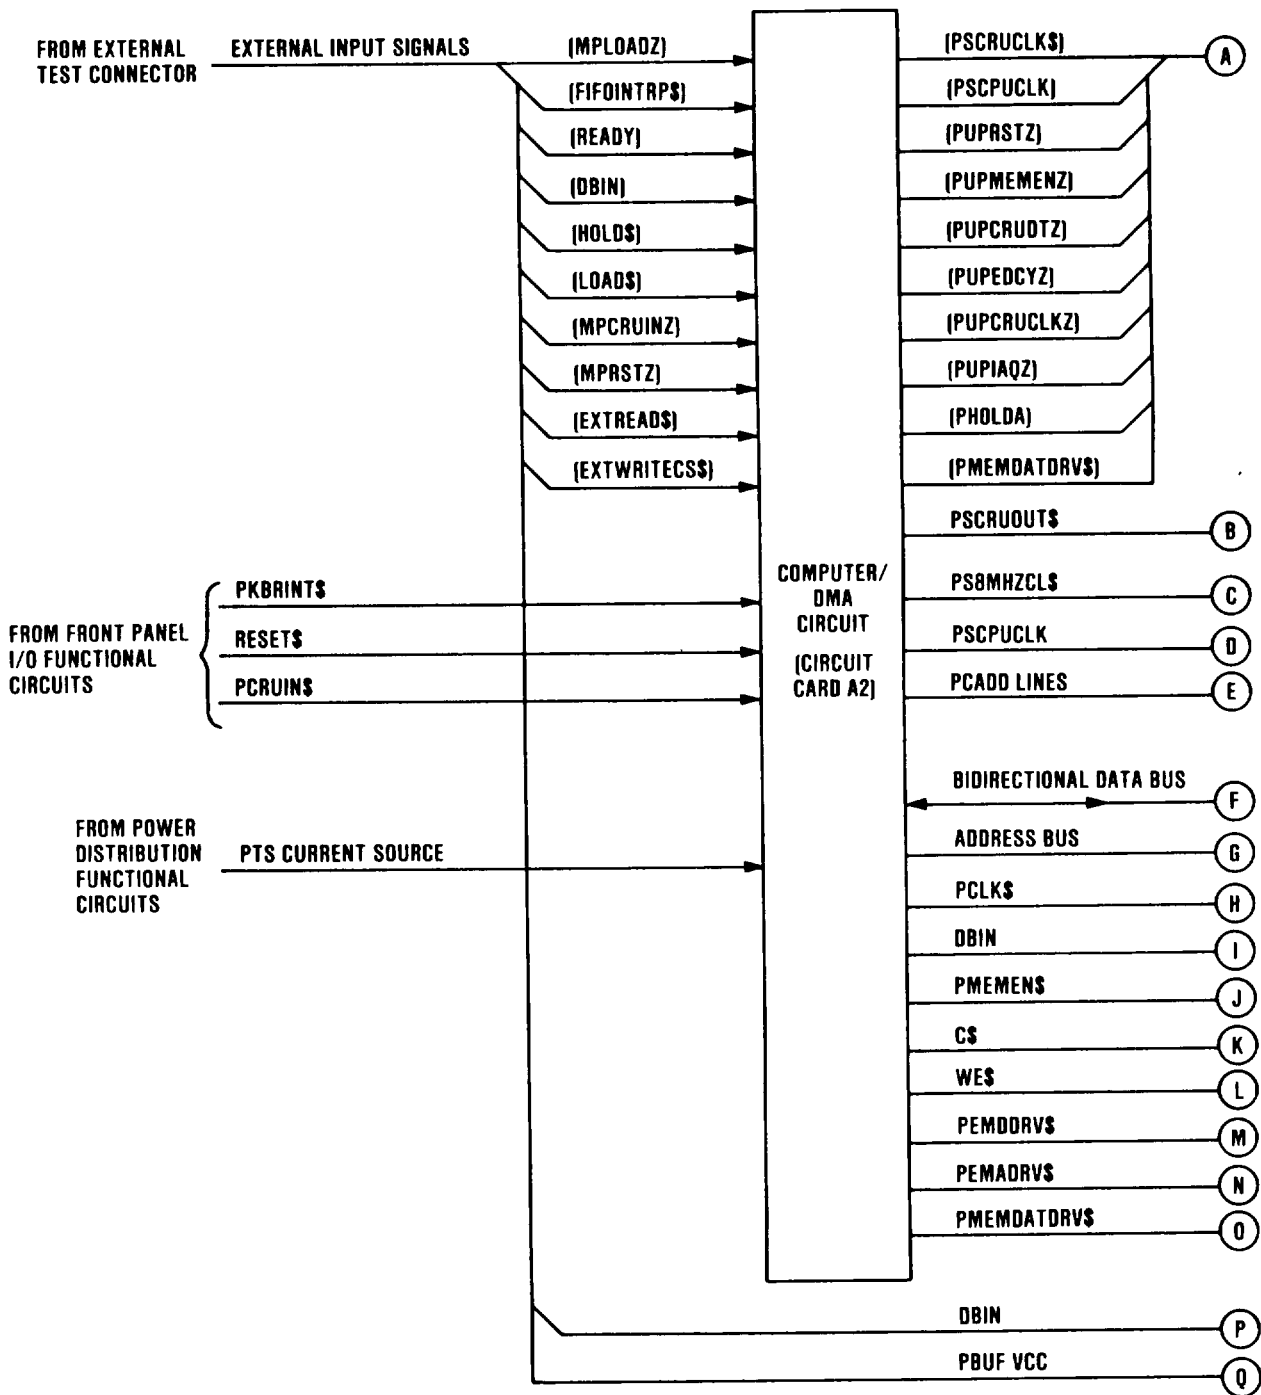 FROM EXTERNAL
TEST CONNECTOR
EXTERNAL INPUT SIGNALS
(MPLOADZ)
(FIFOINTRP$)
(READY)
(DBIN)
(HOLD$)
(LOAD$)
(MPCRUINZ)
(MPRSTZ)
(EXTREAD$)
(EXTWRITECS$)
FROM FRONT PANEL
I/O FUNCTIONAL
CIRCUITS
PKBRINT$
RESET$
PCRUIN$
FROM POWER
DISTRIBUTION
FUNCTIONAL
CIRCUITS
PTS CURRENT SOURCE
COMPUTER/
DMA
CIRCUIT
(CIRCUIT
CARD A2)
(PSCRUCLK$)
A
(PSCPUCLK)
(PUPRSTZ)
(PUPMEMENZ)
(PUPCRUDTZ)
(PUPEDCYZ)
(PUPCRUCLKZ)
(PUPIAQZ)
(PHOLDA)
(PMEMDATDRV$)
PSCRUOUT$
B
PS8MHZCL$
C
PSCPUCLK
D
PCADD LINES
E
BIDIRECTIONAL DATA BUS
F
ADDRESS BUS
G
PCLK$
H
DBIN
I
PMEMEN$
J
C$
K
WE$
L
PEMDDRV$
M
PEMADRV$
N
PMEMDATDRV$
O
DBIN
P
PBUF VCC
Q